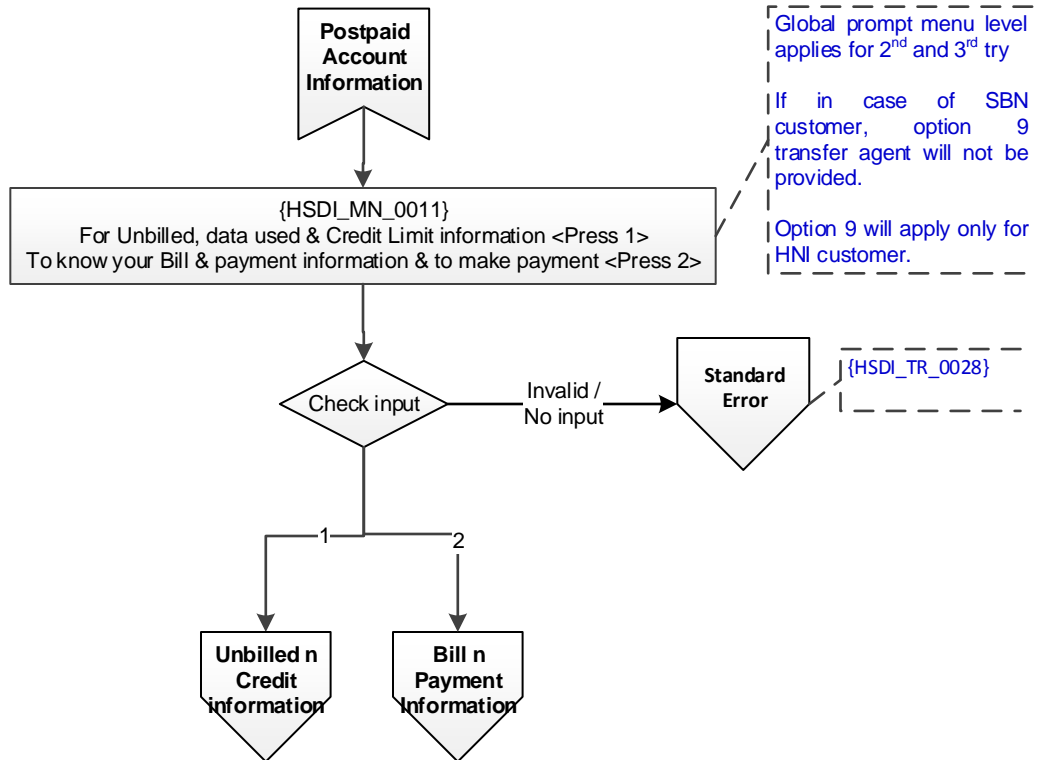 Postpaid
Account
Information
Global prompt menu level
applies for 2nd and 3rd try
If in case of SBN
customer, option 9
transfer agent will not be
provided.
Option 9 will apply only for
HNI customer.
{HSDI_MN_0011}
For Unbilled, data used & Credit Limit information <Press 1>
To know your Bill & payment information & to make payment <Press 2>
Check input
Invalid /
No input
Standard
Error
{HSDI_TR_0028}
1
2
Unbilled n
Credit
information
Bill n
Payment
Information